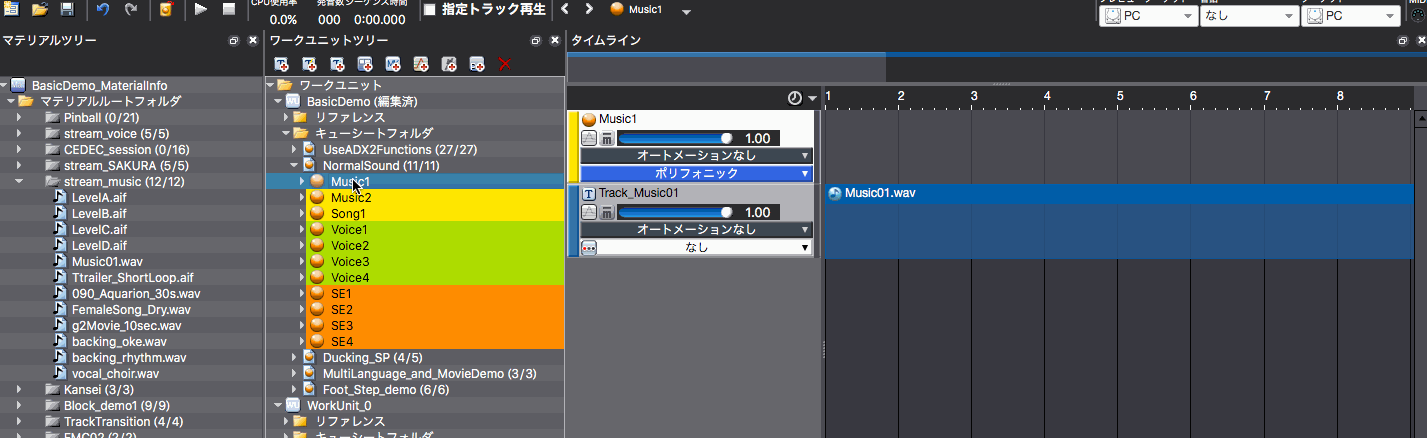 CPU使用率
発音数
シーケンス時間
0.0%
0
0:00.000
指定トラック再生
Music1
PC
なし
PC
マテリアルツリー
BasicDemo_MaterialInfo
マテリアルルートフォルダ
Pinball (0/21)
stream_voice (5/5)
CEDEC_session (0/16)
stream_SAKURA (5/5)
stream_music (12/12)
LevelA.aif
LevelB.aif
LevelC.aif
LevelD.aif
Music01.wav
Ttrailer_ShortLoop.aif
090_Aquarion_30s.wav
FemaleSong_Dry.wav
g2Movie_10sec.wav
backing_oke.wav
backing_rhythm.wav
vocal_choir.wav
Kansei (3/3)
Block_demo1 (9/9)
TrackTransition (4/4)
ワークユニットツリー
ワークユニット
BasicDemo (編集済)
リファレンス
キューシートフォルダ
UseADX2Functions (27/27)
NormalSound (11/11)
Music1
Music2
Song1
Voice1
Voice2
Voice3
Voice4
SE1
SE2
SE3
SE4
Ducking_SP (4/5)
MultiLanguage_and_MovieDemo (3/3)
Foot_Step_demo (6/6)
WorkUnit_0
リファレンス
キューシートフォルダ
タイムライン
1 2 3 4 5 6 7 8
Music1
m
1.00
オートメーションなし
ポリフォニック
T Track_Music01
m
1.00
オートメーションなし
なし
Music01.wav